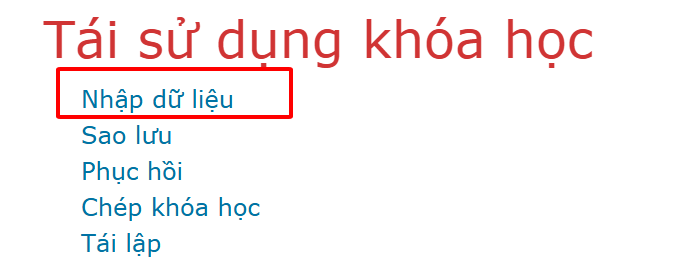 Tái sử dụng khóa học
Nhập dữ liệu
Sao lưu
Phục hồi
Chép khóa học
Tái lập